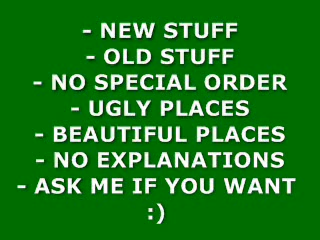 - NEW STUFF
- OLD STUFF
- NO SPECIAL ORDER
- UGLY PLACES
- BEAUTIFUL PLACES
- NO EXPLANATIONS
- ASK ME IF YOU WANT
:)